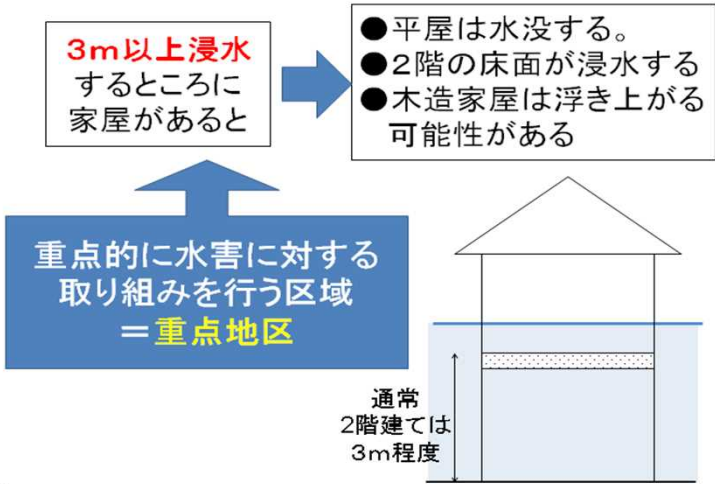 3m以上浸水
するところに
家屋があると
●平屋は水没する。
●2階の床面が浸水する
●木造家屋は浮き上がる
可能性がある
重点的に水害に対する
取り組みを行う区域
＝重点地区
通常
2階建ては
3m程度